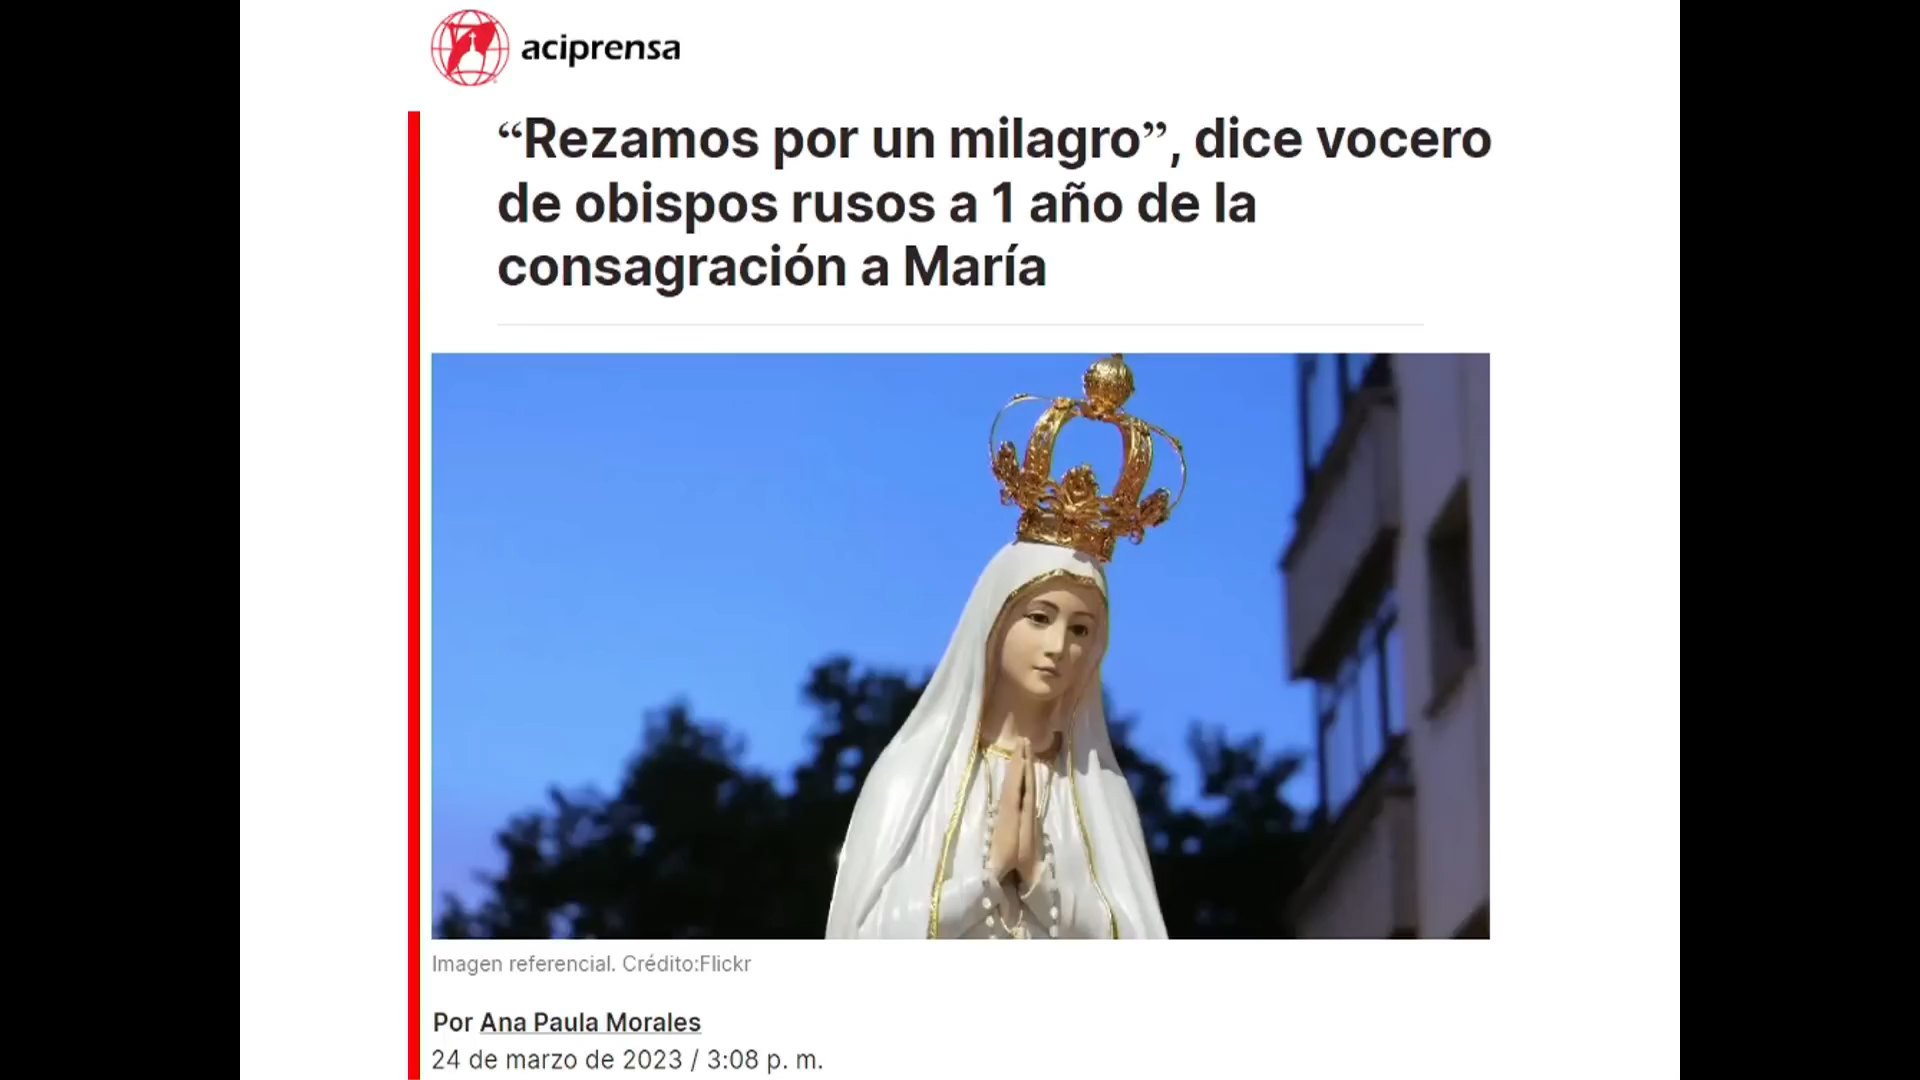 aciprensa
“Rezamos por un milagro”, dice vocero
de obispos rusos a 1 año de la
consagración a María
Imagen referencial. Crédito:Flickr
Por Ana Paula Morales
24 de marzo de 2023 / 3:08 p. m.